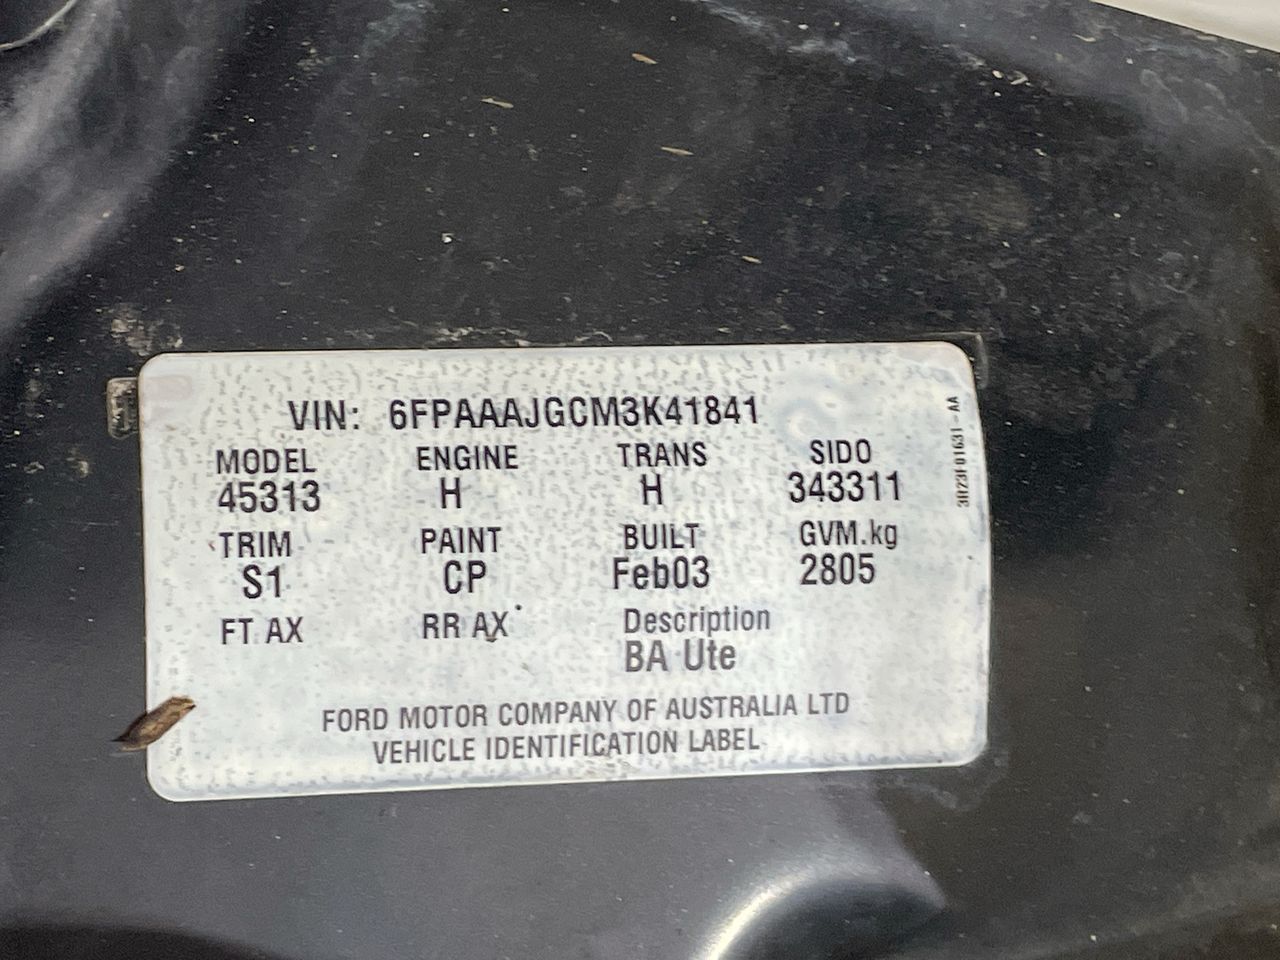 VIN: 6FPAAAJGCM3K41841
MODEL ENGINE TRANS SIDO
45313 H H 343311
TRIM PAINT BUILT GVM.kg
S1 CP Feb03 2805
FT AX RR AX Description
BA Ute
FORD MOTOR COMPANY OF AUSTRALIA LTD
VEHICLE IDENTIFICATION LABEL